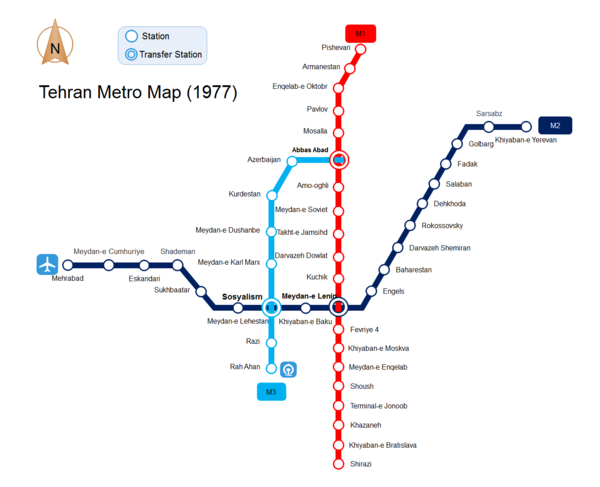 N
Station
Transfer Station
Tehran Metro Map (1977)
M1
Pishevan
Armanestan
Enqelab-e Oktobr
Pavlov
Mosalla
Abbas Abad
Azerbaijan
Amo-oghli
Kurdestan
Meydan-e Soviet
Meydan-e Dushanbe
Takht-e Jamsihd
Darvazeh Dowlat
Meydan-e Karl Marx
Kuchik
Sarsabz
M2
Khiyaban-e Yerevan
Golbarg
Fadak
Salaban
Dehkhoda
Rokossovsky
Darvazeh Shemiran
Baharestan
Engels
Meydan-e Cumhuriye
Shademan
Mehrabad
Eskandari
Sukhbaatar
Sosyalism
Meydan-e Lenin
Meydan-e Lehestan
Khiyaban-e Baku
Razi
Rah Ahan
M3
Fevriye 4
Khiyaban-e Moskva
Meydan-e Enqelab
Shoush
Terminal-e Jonoob
Khazaneh
Khiyaban-e Bratislava
Shirazi